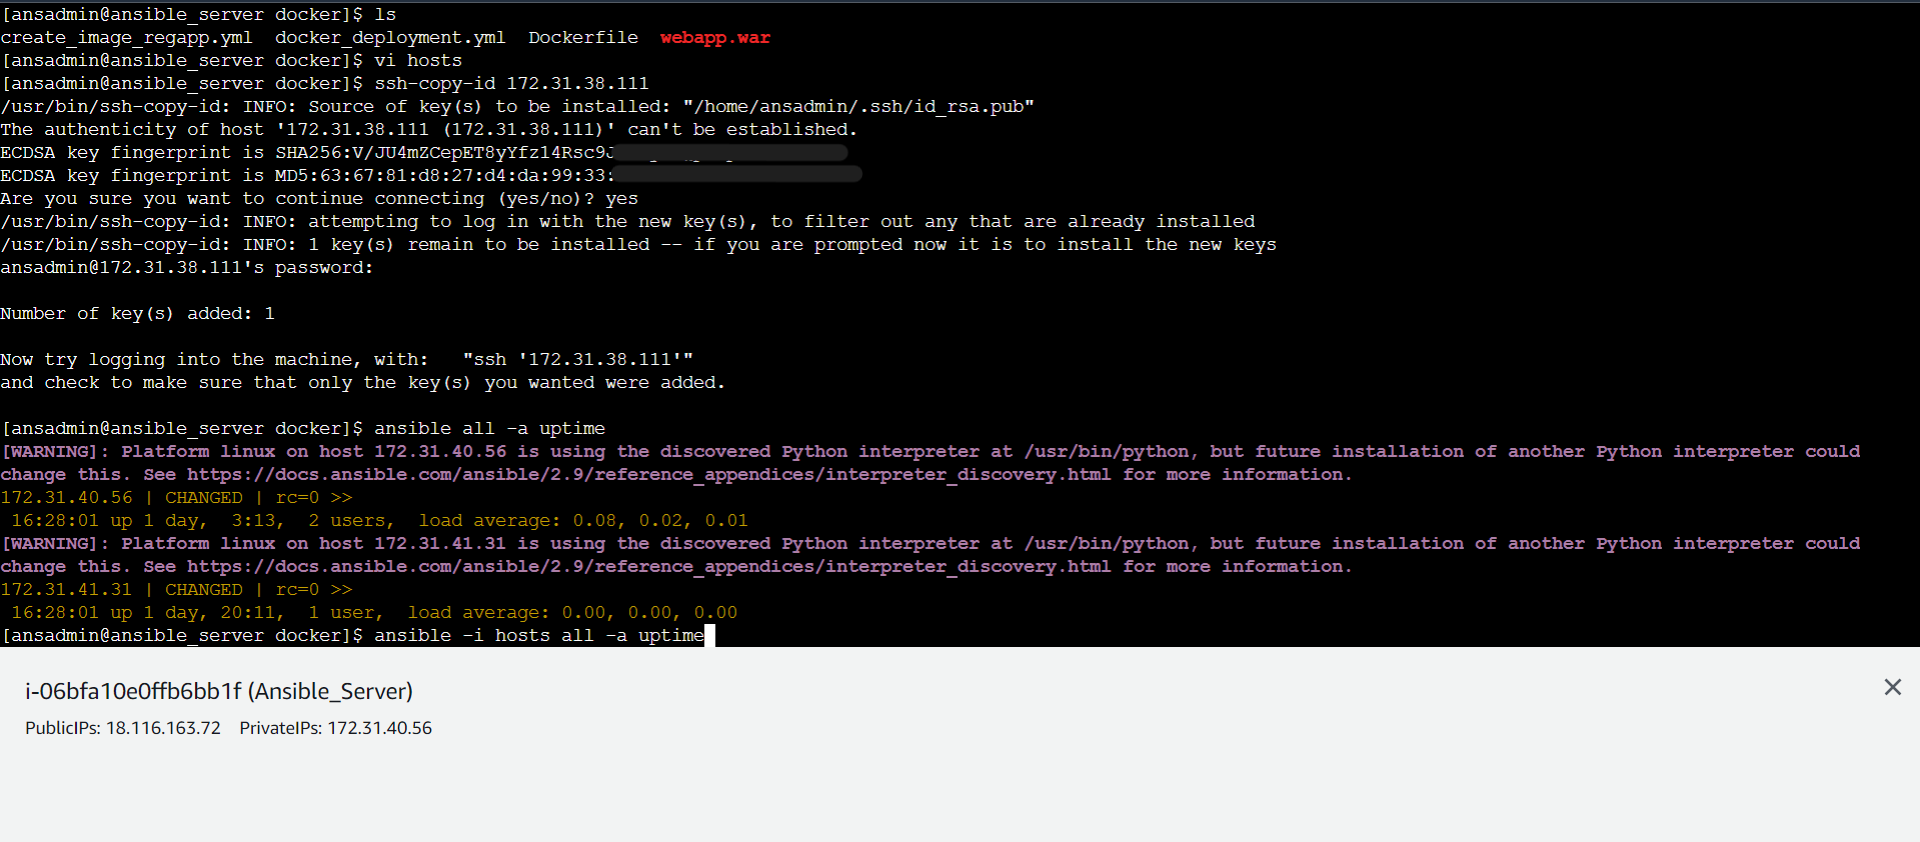 [ansadmin@ansible_server docker]$ ls
create_image_regapp.yml  docker_deployment.yml  Dockerfile  webapp.war
[ansadmin@ansible_server docker]$ vi hosts
[ansadmin@ansible_server docker]$ ssh-copy-id 172.31.38.111
/usr/bin/ssh-copy-id: INFO: Source of key(s) to be installed: "/home/ansadmin/.ssh/id_rsa.pub"
The authenticity of host '172.31.38.111 (172.31.38.111)' can't be established.
ECDSA key fingerprint is SHA256:V/JU4mZCepET8yYfz14Rsc9J
ECDSA key fingerprint is MD5:63:67:81:d8:27:d4:da:99:33:
Are you sure you want to continue connecting (yes/no)? yes
/usr/bin/ssh-copy-id: INFO: attempting to log in with the new key(s), to filter out any that are already installed
/usr/bin/ssh-copy-id: INFO: 1 key(s) remain to be installed -- if you are prompted now it is to install the new keys
ansadmin@172.31.38.111's password:
Number of key(s) added: 1
Now try logging into the machine, with:   "ssh '172.31.38.111'"
and check to make sure that only the key(s) you wanted were added.
[ansadmin@ansible_server docker]$ ansible all -a uptime
[WARNING]: Platform linux on host 172.31.40.56 is using the discovered Python interpreter at /usr/bin/python, but future installation of another Python interpreter could
change this. See https://docs.ansible.com/ansible/2.9/reference_appendices/interpreter_discovery.html for more information.
172.31.40.56 | CHANGED | rc=0 >>
 16:28:01 up 1 day,  3:13,  2 users,  load average: 0.08, 0.02, 0.01
[WARNING]: Platform linux on host 172.31.41.31 is using the discovered Python interpreter at /usr/bin/python, but future installation of another Python interpreter could
change this. See https://docs.ansible.com/ansible/2.9/reference_appendices/interpreter_discovery.html for more information.
172.31.41.31 | CHANGED | rc=0 >>
 16:28:01 up 1 day, 20:11,  1 user,  load average: 0.00, 0.00, 0.00
[ansadmin@ansible_server docker]$ ansible -i hosts all -a uptime
i-06bfa10e0ffb6bb1f (Ansible_Server)
PublicIPs: 18.116.163.72    PrivateIPs: 172.31.40.56